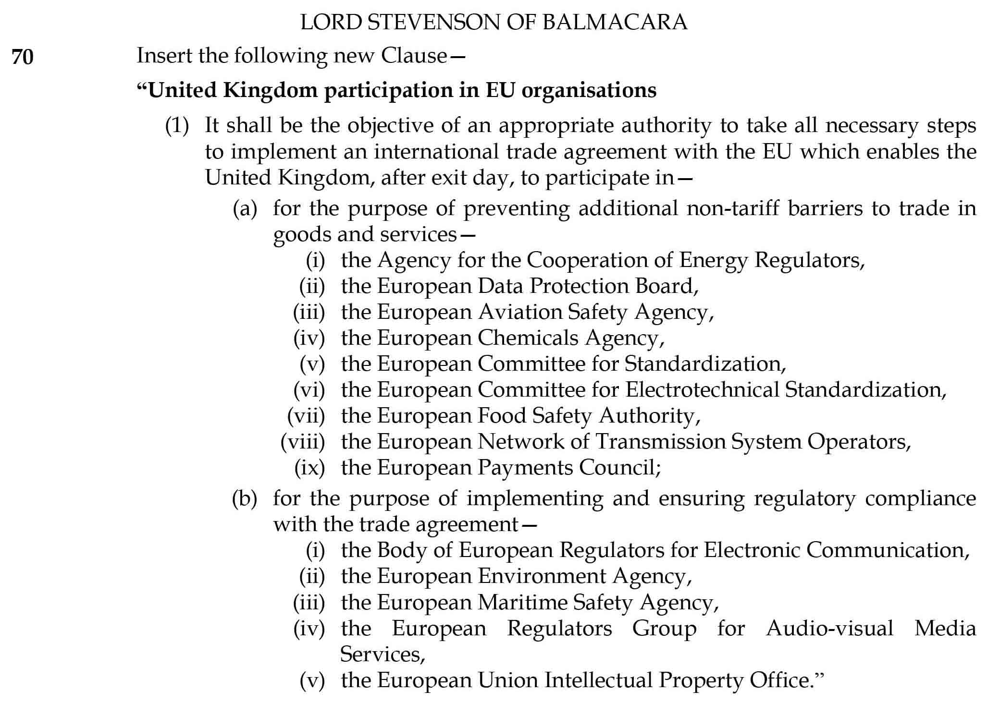 LORD STEVENSON OF BALMACARA
70 Insert the following new Clause—
“United Kingdom participation in EU organisations
(1) It shall be the objective of an appropriate authority to take all necessary steps
to implement an international trade agreement with the EU which enables the
United Kingdom, after exit day, to participate in—
(a) for the purpose of preventing additional non-tariff barriers to trade in
goods and services—
(i) the Agency for the Cooperation of Energy Regulators,
(ii) the European Data Protection Board,
(iii) the European Aviation Safety Agency,
(iv) the European Chemicals Agency,
(v) the European Committee for Standardization,
(vi) the European Committee for Electrotechnical Standardization,
(vii) the European Food Safety Authority,
(viii) the European Network of Transmission System Operators,
(ix) the European Payments Council;
(b) for the purpose of implementing and ensuring regulatory compliance
with the trade agreement—
(i) the Body of European Regulators for Electronic Communication,
(ii) the European Environment Agency,
(iii) the European Maritime Safety Agency,
(iv) the European Regulators Group for Audio-visual Media
Services,
(v) the European Union Intellectual Property Office.”